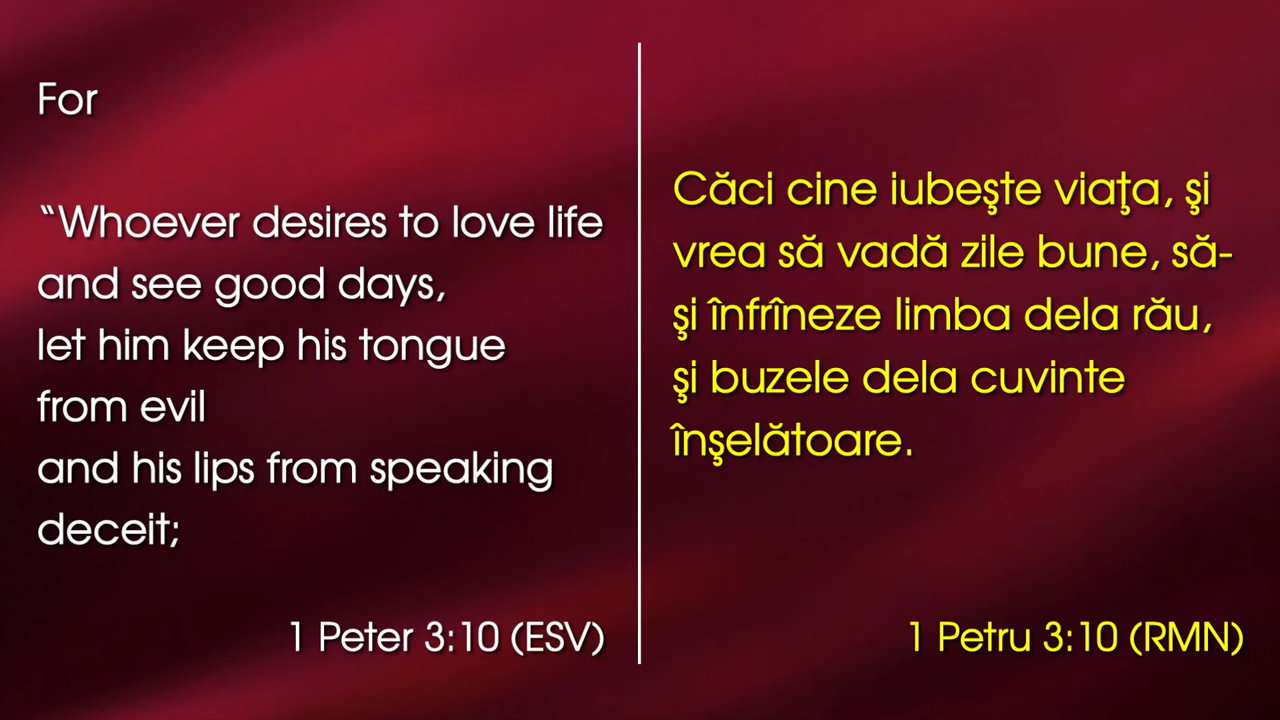 For
“Whoever desires to love life
and see good days,
let him keep his tongue
from evil
and his lips from speaking
deceit;
1 Peter 3:10 (ESV)
Căci cine iubeşte viaţa, şi
vrea să vadă zile bune, să-
şi înfrîneze limba dela rău,
şi buzele dela cuvinte
înşelătoare.
1 Petru 3:10 (RMN)